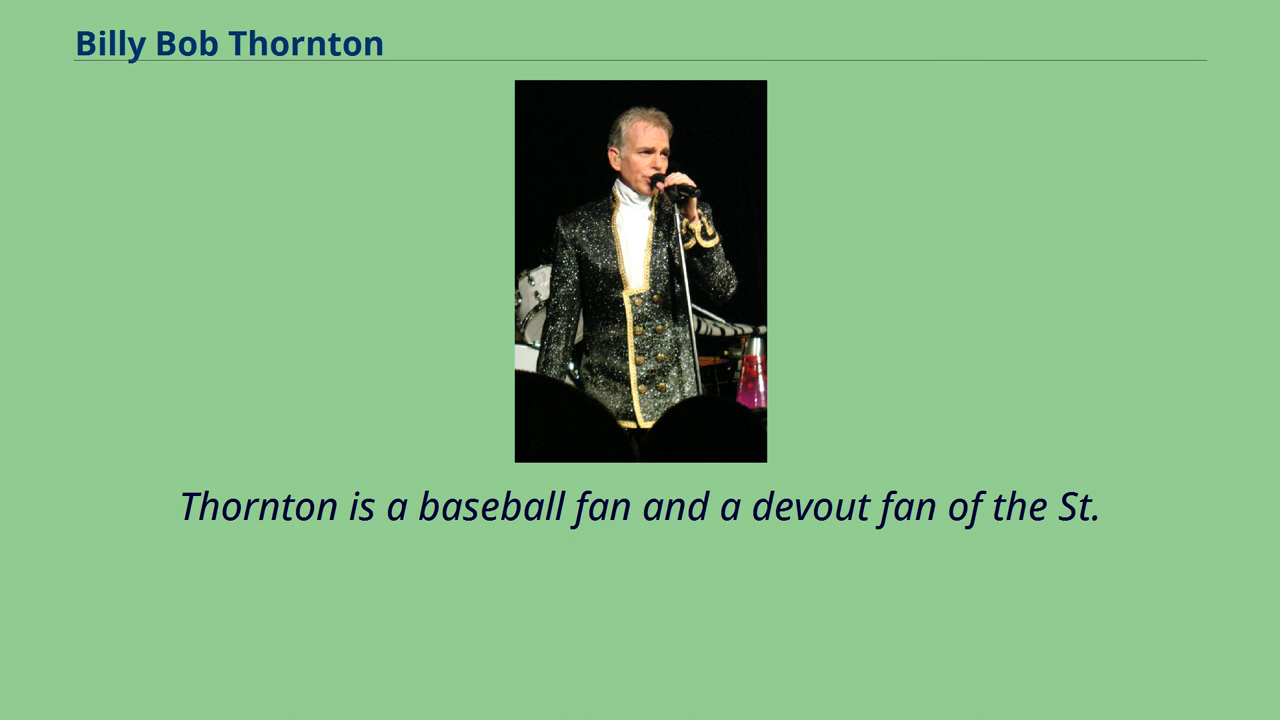 Billy Bob Thornton
Thornton is a baseball fan and a devout fan of the St.